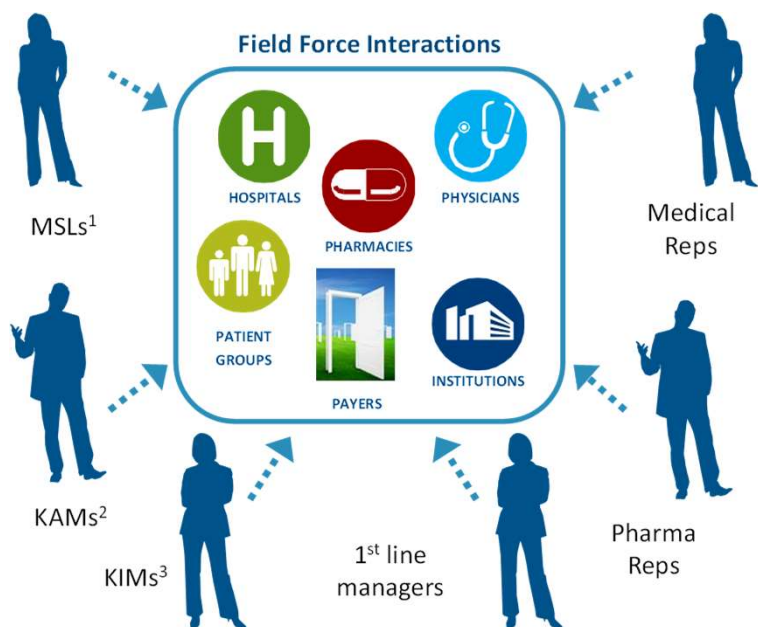 Field Force Interactions
HOSPITALS
PHYSICIANS
PHARMACIES
MSLs¹
Medical
Reps
PATIENT
GROUPS
INSTITUTIONS
PAYERS
KAMs²
KIMs³
1st line
managers
Pharma
Reps